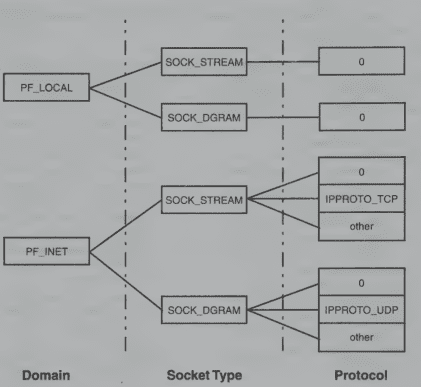 SOCK_STREAM
0
PF_LOCAL
SOCK_DGRAM
0
0
SOCK_STREAM
IPPROTO_TCP
other
PF_INET
0
SOCK_DGRAM
IPPROTO_UDP
other
Domain
Socket Type
Protocol